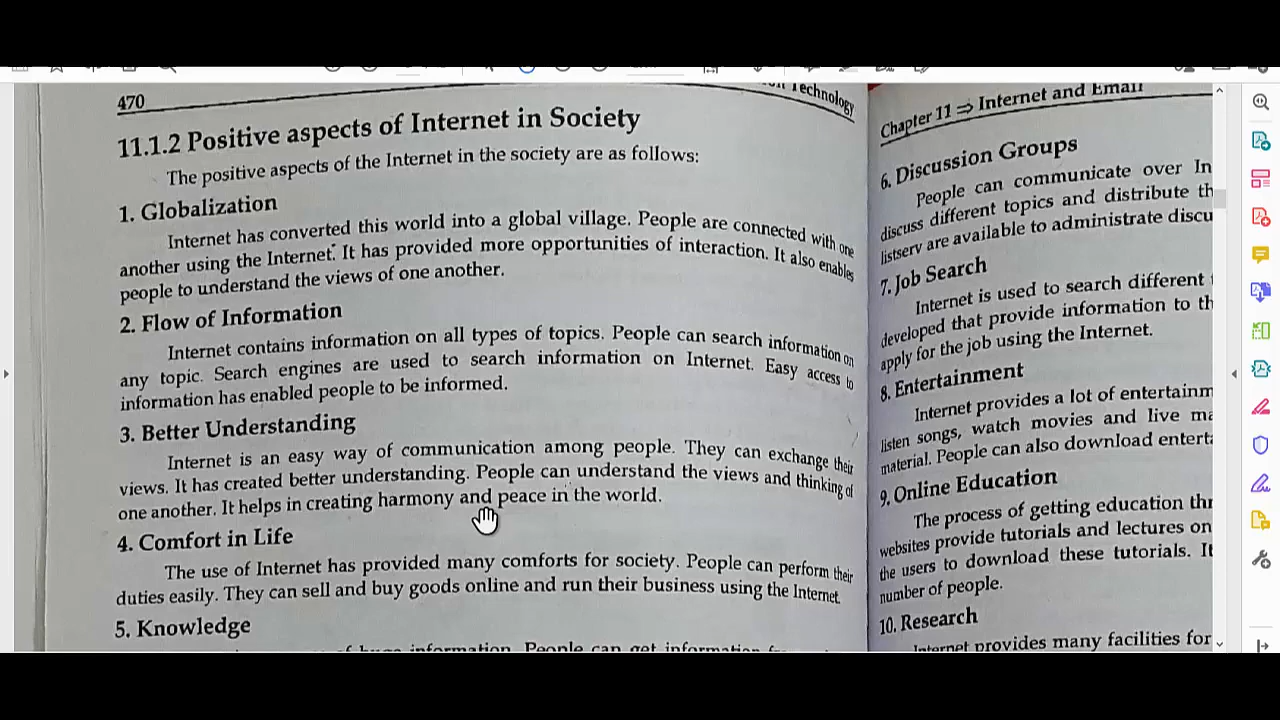 470
Technology
11.1.2 Positive aspects of Internet in Society
The positive aspects of the Internet in the society are as follows:
1. Globalization
Internet has converted this world into a global village. People are connected with one
another using the Internet. It has provided more opportunities of interaction. It also enables
people to understand the views of one another.
2. Flow of Information
Internet contains information on all types of topics. People can search information on
any topic. Search engines are used to search information on Internet. Easy access to
information has enabled people to be informed.
3. Better Understanding
Internet is an easy way of communication among people. They can exchange their
views. It has created better understanding. People can understand the views and thinking of
one another. It helps in creating harmony and peace in the world.
4. Comfort in Life
The use of Internet has provided many comforts for society. People can perform their
duties easily. They can sell and buy goods online and run their business using the Internet.
5. Knowledge
information. People can get information
Chapter 11 ⇒ Internet and Email
6. Discussion Groups
People can communicate over In
discuss different topics and distribute th
listserv are available to administrate discu
7. Job Search
Internet is used to search different
developed that provide information to th
apply for the job using the Internet.
8. Entertainment
Internet provides a lot of entertainm
listen songs, watch movies and live ma
material. People can also download enterta
9. Online Education
The process of getting education thr
websites provide tutorials and lectures on
the users to download these tutorials. It
number of people.
10. Research
Internet provides many facilities for